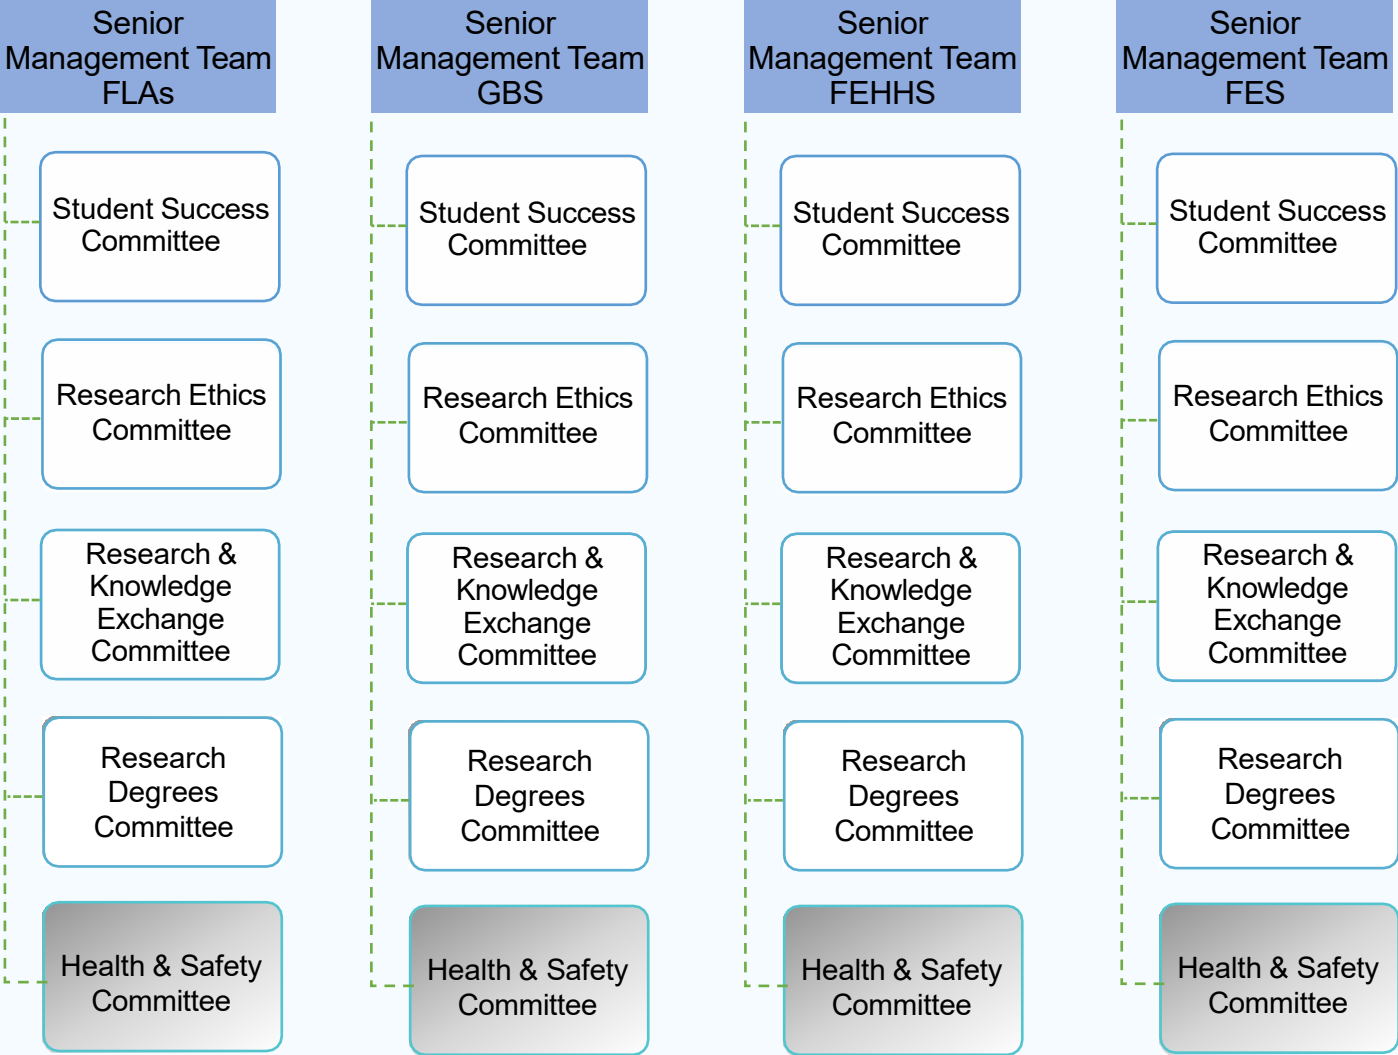 Senior
Management Team
FLAs
Student Success
Committee
Research Ethics
Committee
Research &
Knowledge
Exchange
Committee
Research
Degrees
Committee
Health & Safety
Committee
Senior
Management Team
GBS
Student Success
Committee
Research Ethics
Committee
Research &
Knowledge
Exchange
Committee
Research
Degrees
Committee
Health & Safety
Committee
Senior
Management Team
FEHHS
Student Success
Committee
Research Ethics
Committee
Research &
Knowledge
Exchange
Committee
Research
Degrees
Committee
Health & Safety
Committee
Senior
Management Team
FES
Student Success
Committee
Research Ethics
Committee
Research &
Knowledge
Exchange
Committee
Research
Degrees
Committee
Health & Safety
Committee